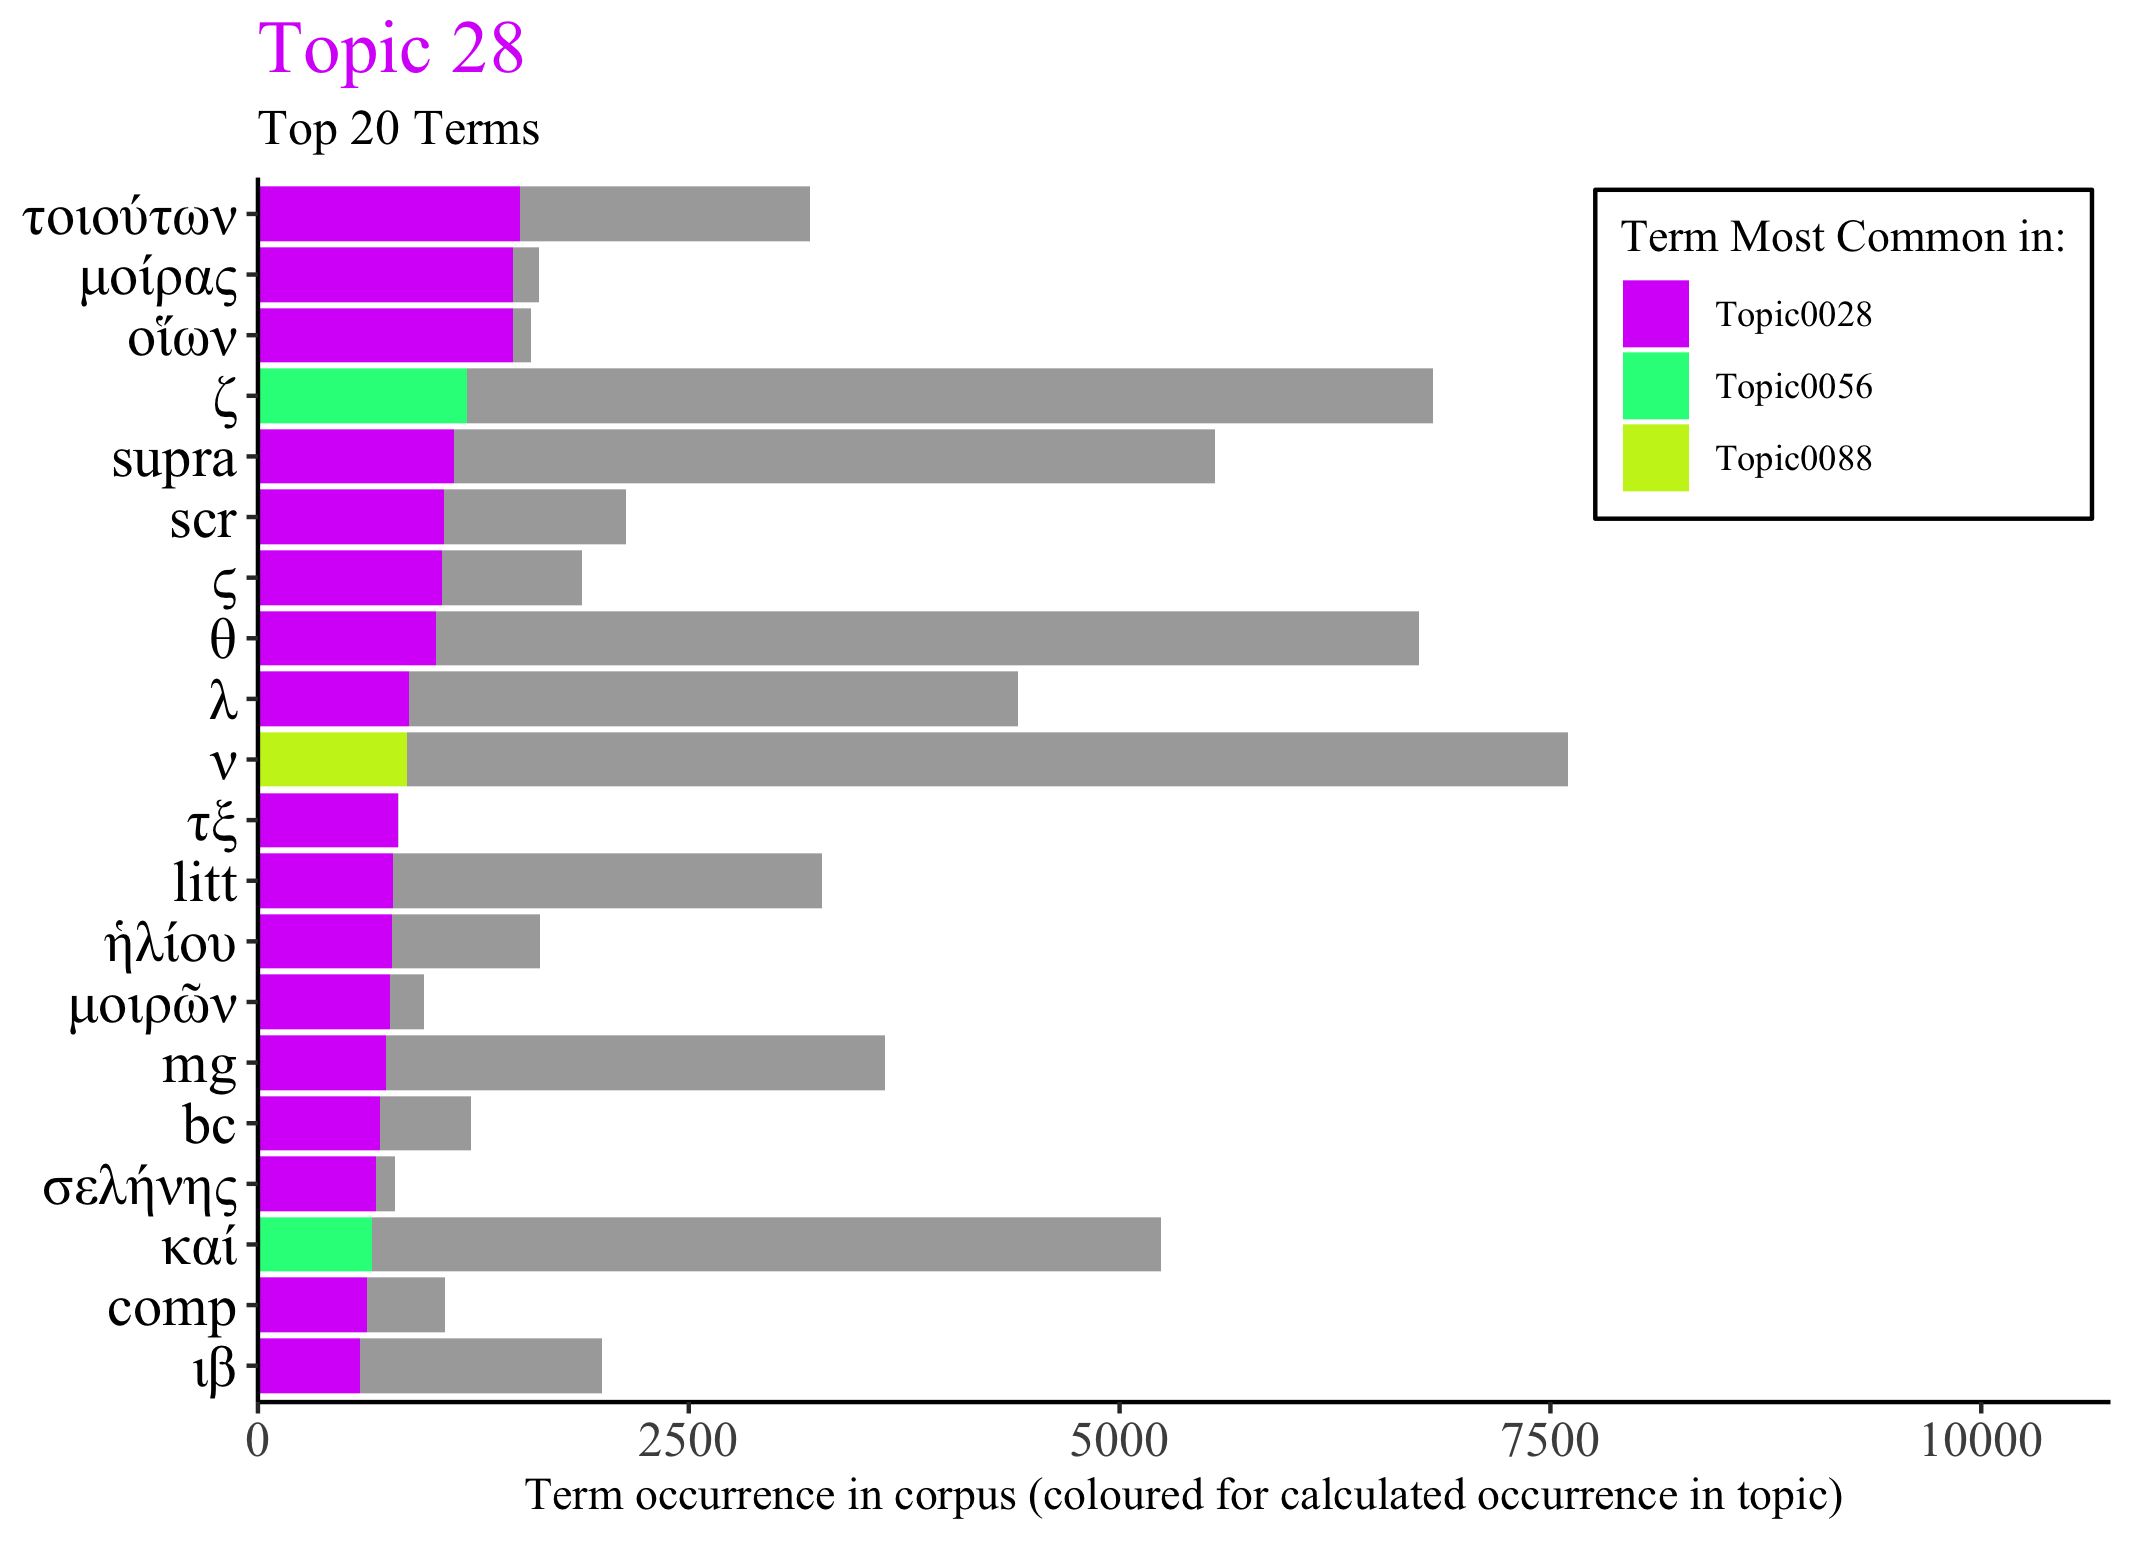 Topic 28
Top 20 Terms
τοιούτων
μοίρας
οἵων
ζ
supra
scr
ϛ
θ
λ
ν
τξ
litt
ἡλίου
μοιρῶν
mg
bc
σελήνης
καί
comp
ιβ
Term Most Common in:
Topic0028
Topic0056
Topic0088
0 2500 5000 7500 10000
Term occurrence in corpus (coloured for calculated occurrence in topic)